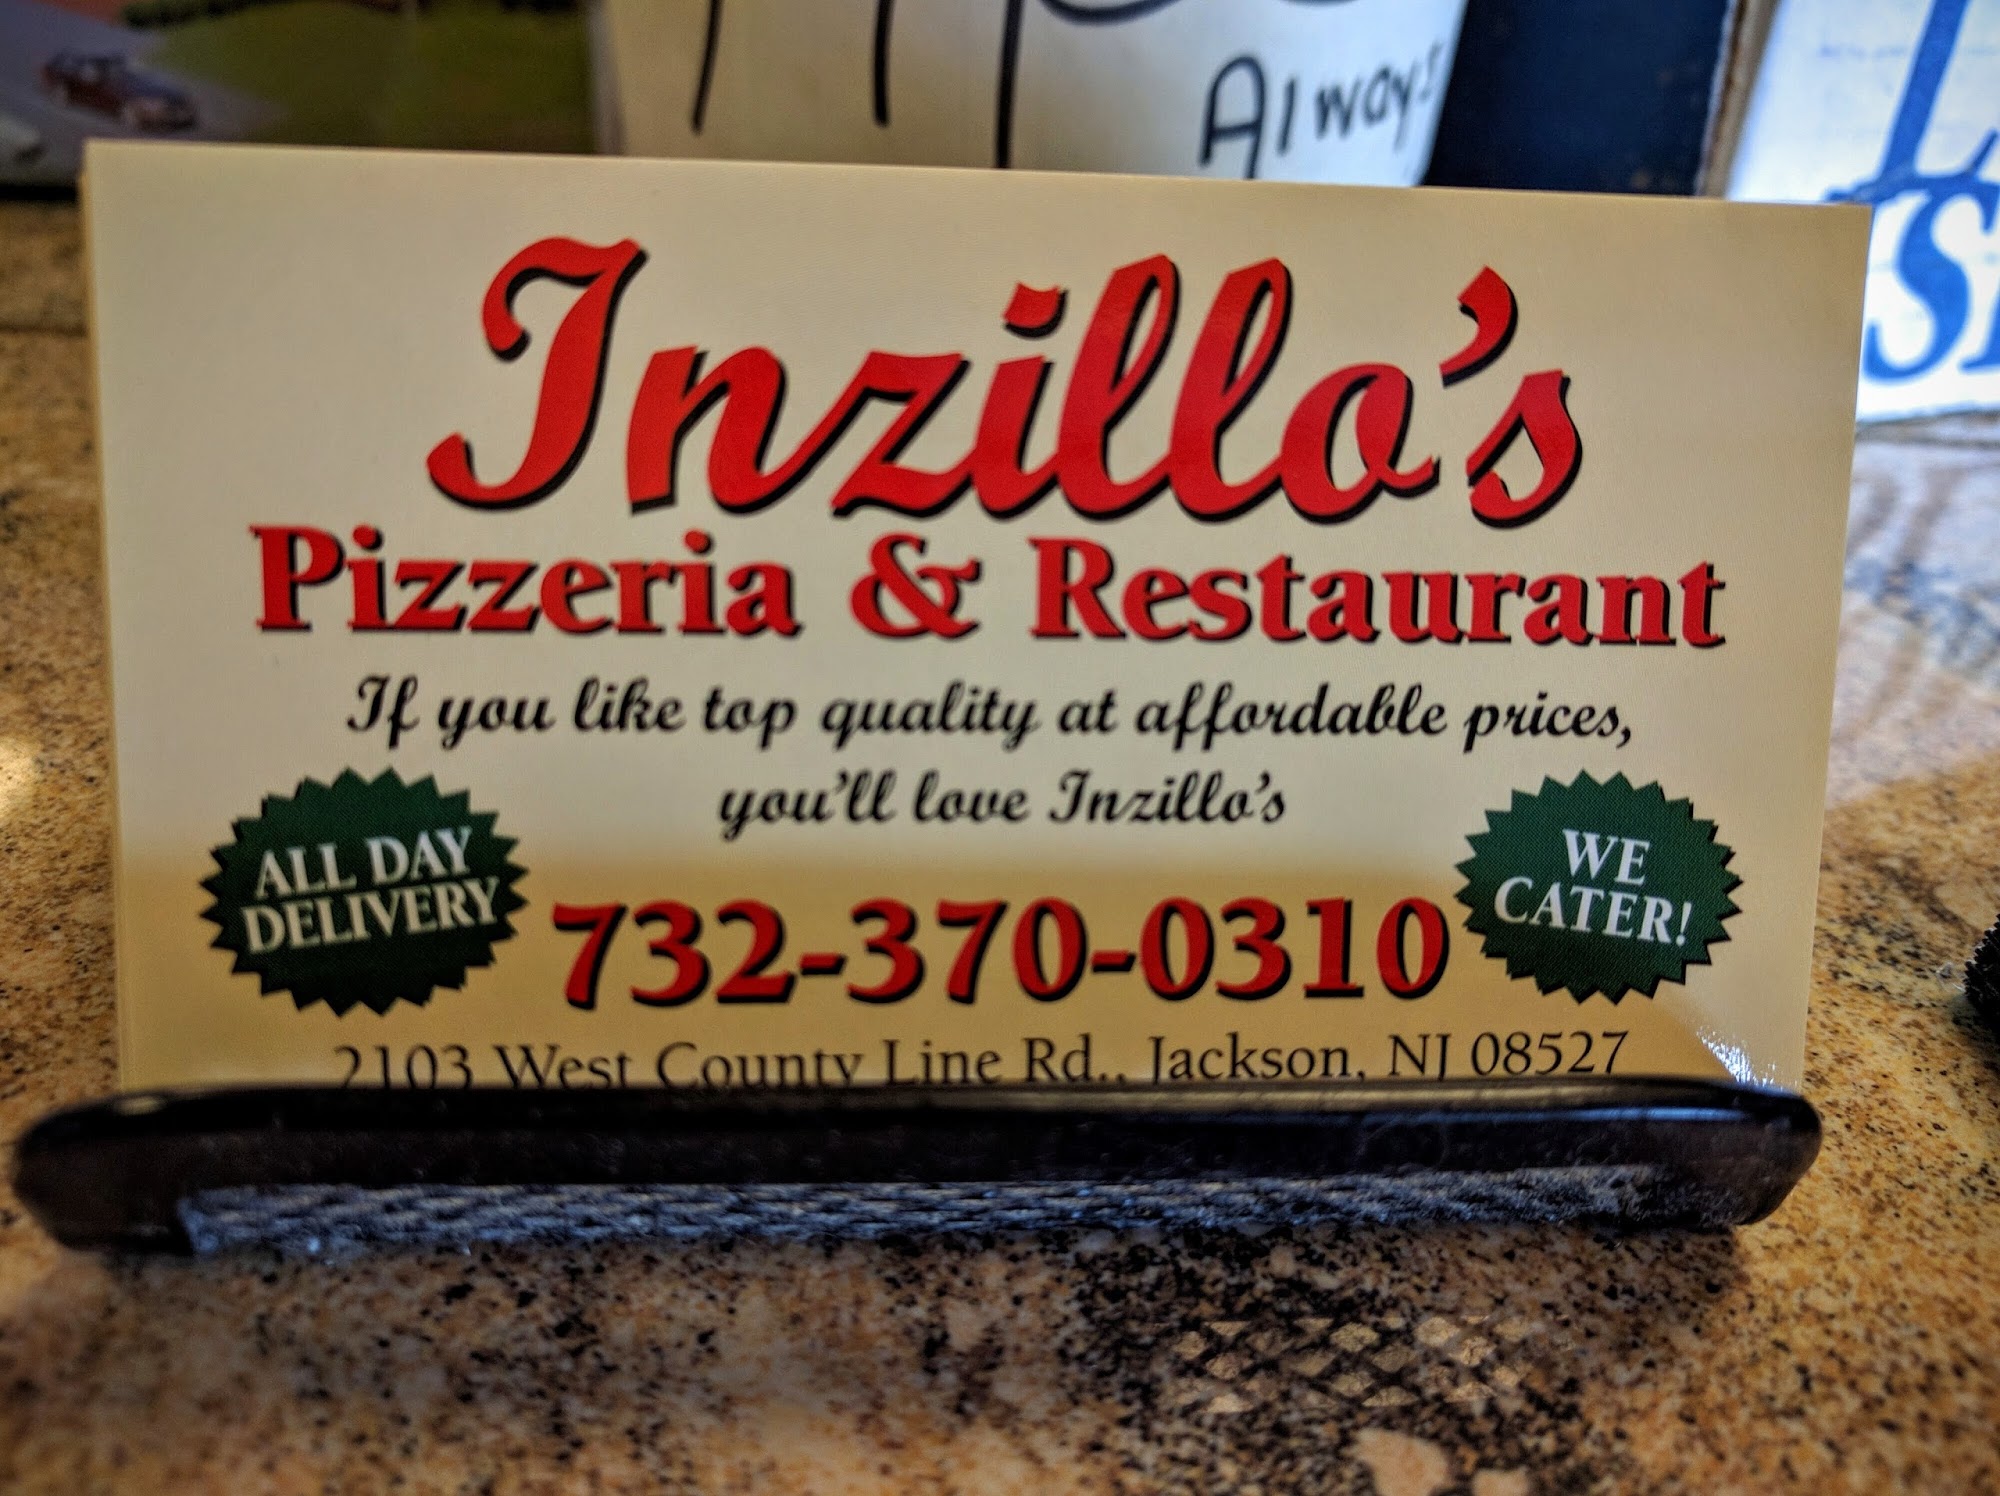 Always
Inzillo's
Pizzeria & Restaurant
If you like top quality at affordable prices,
you'll love Inzillo's
ALL DAY
DELIVERY
732-370-0310
WE
CATER!
2103 West County Line Rd., Jackson, NJ 08527